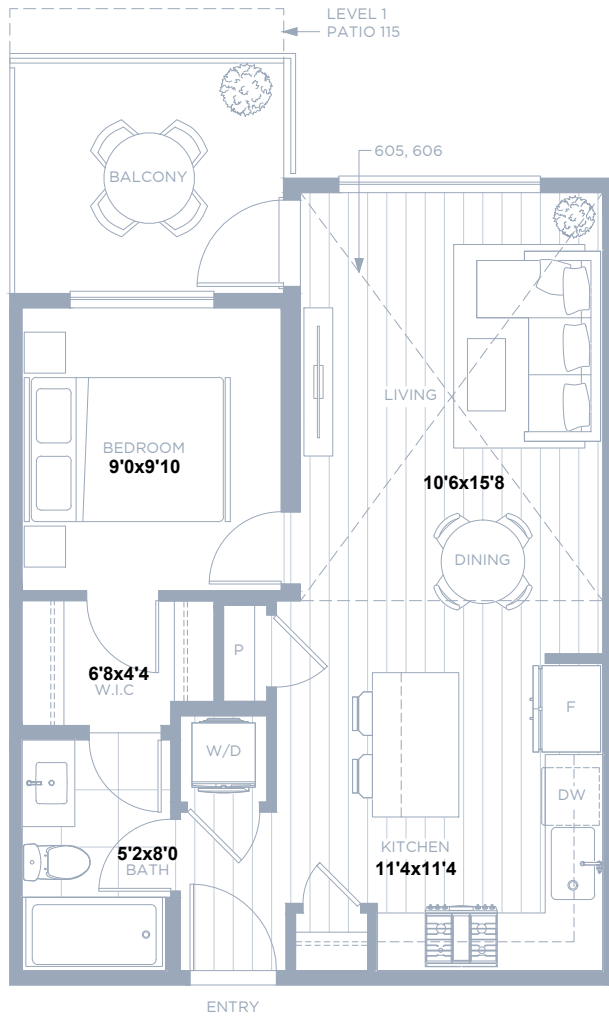 LEVEL 1
PATIO 115
605, 606
BALCONY
LIVING
BEDROOM
9'0x9'10
10'6x15'8
DINING
P
6'8x4'4
W.I.C
F
W/D
DW
KITCHEN
11'4x11'4
5'2x8'0
BATH
ENTRY